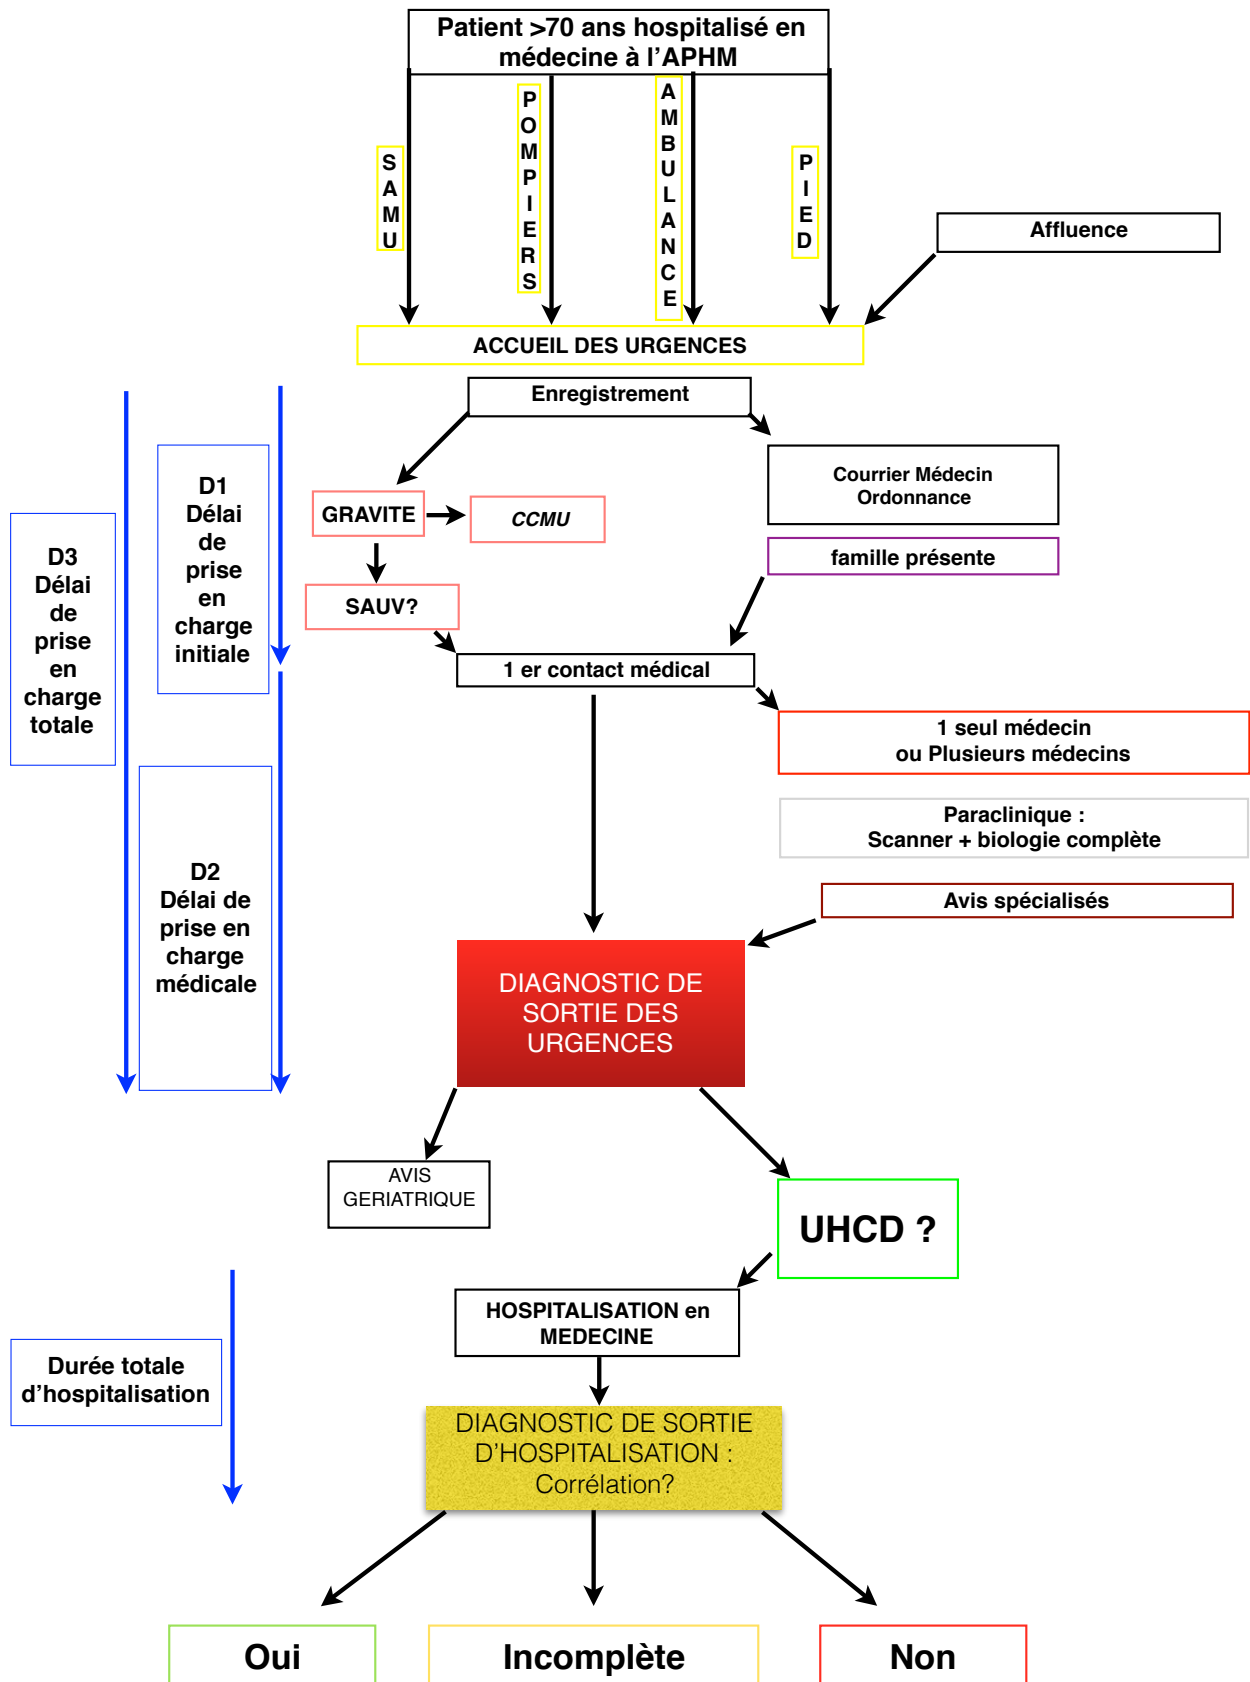 Patient >70 ans hospitalisé en
médecine à l'APHM
SAMU
POMPIERS
AMBULANCE
PIED
Affluence
ACCUEIL DES URGENCES
Enregistrement
Courrier Médecin
Ordonnance
GRAVITE
CCMU
famille présente
SAUV?
1 er contact médical
D1
Délai
de
prise
en
charge
initiale
D3
Délai
de
prise
en
charge
totale
1 seul médecin
ou Plusieurs médecins
Paraclinique :
Scanner + biologie complète
Avis spécialisés
D2
Délai de
prise en
charge
médicale
DIAGNOSTIC DE
SORTIE DES
URGENCES
AVIS
GERIATRIQUE
UHCD ?
HOSPITALISATION en
MEDECINE
Durée totale
d'hospitalisation
DIAGNOSTIC DE SORTIE
D'HOSPITALISATION :
Corrélation?
Oui
Incomplète
Non